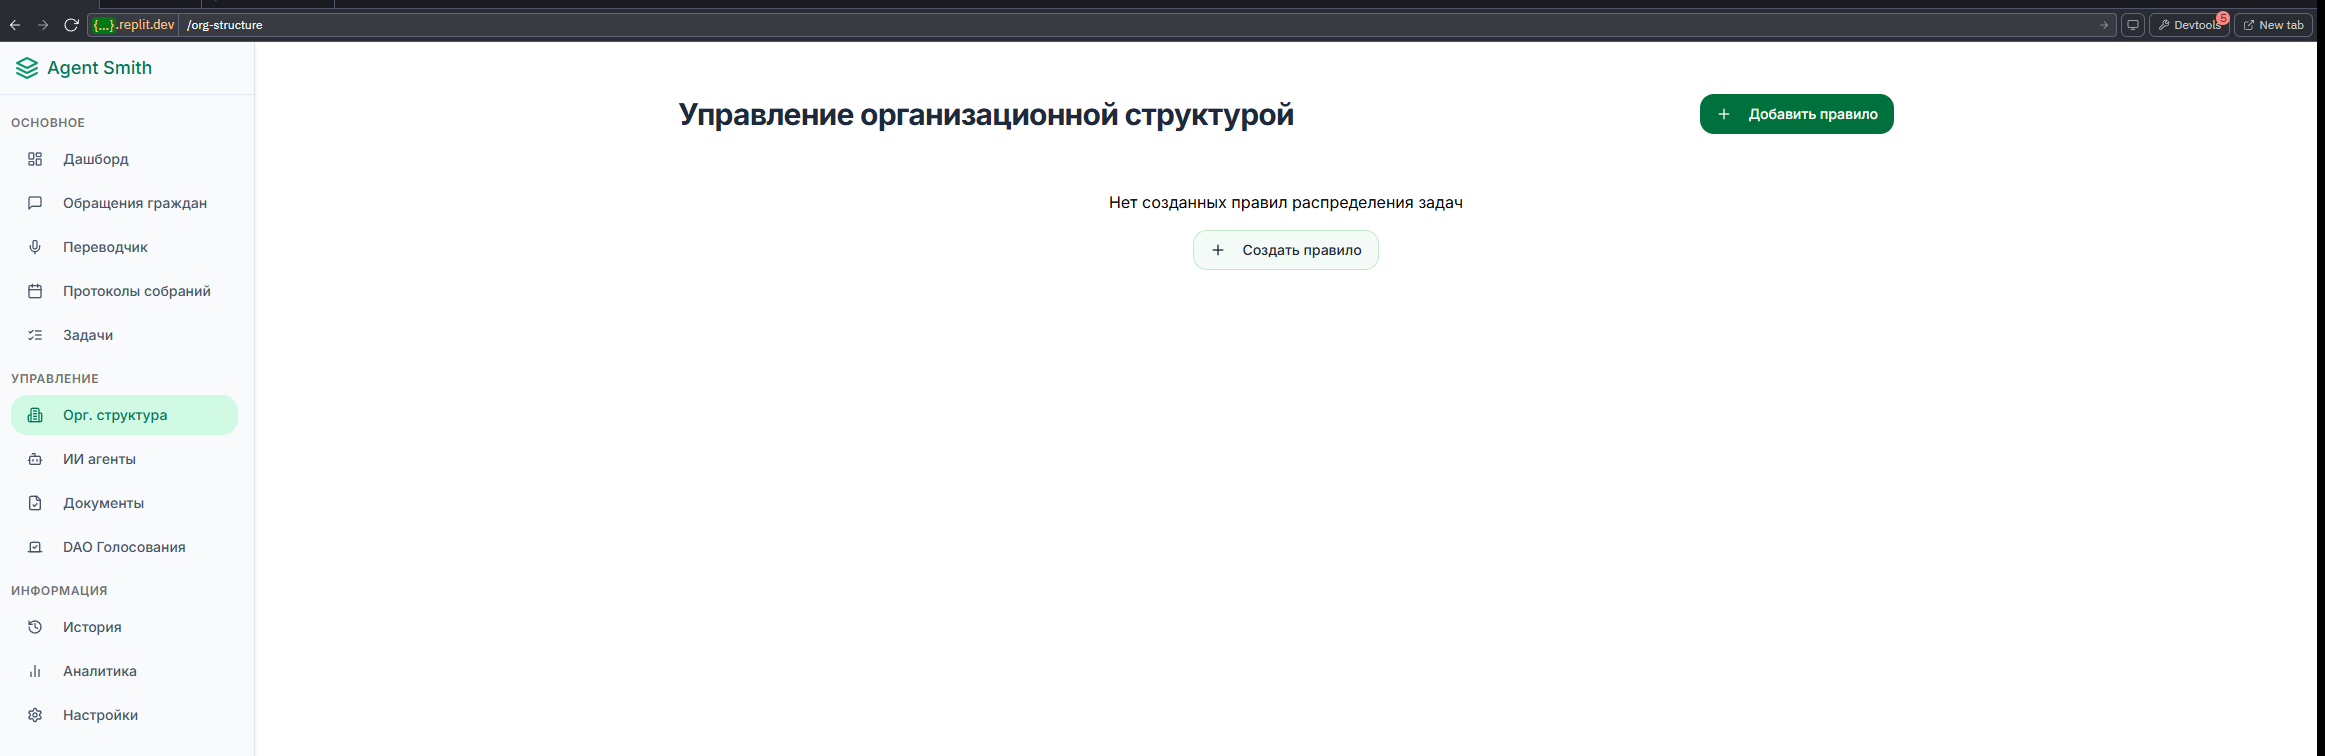 {...}.replit.dev /org-structure
Devtools 5
New tab
Agent Smith
ОСНОВНОЕ
Дашборд
Обращения граждан
Переводчик
Протоколы собраний
Задачи
УПРАВЛЕНИЕ
Орг. структура
ИИ агенты
Документы
DAO Голосования
ИНФОРМАЦИЯ
История
Аналитика
Настройки
Управление организационной структурой
Добавить правило
Нет созданных правил распределения задач
Создать правило